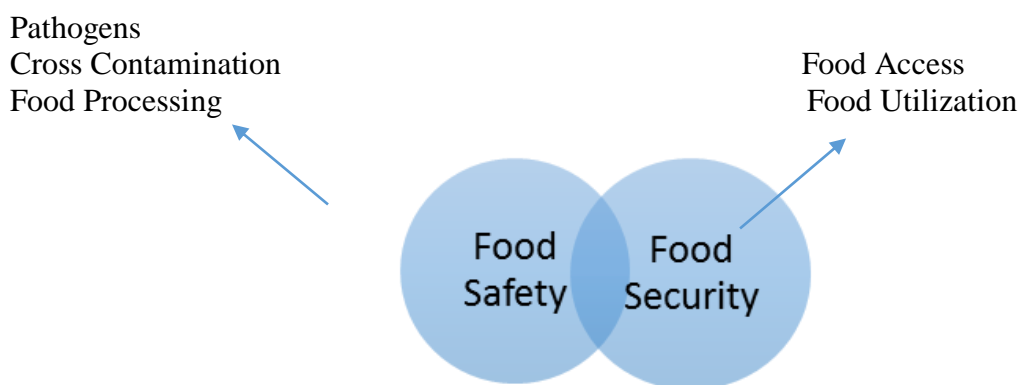 Pathogens
Cross Contamination
Food Processing
Food Access
Food Utilization
Food
Safety
Food
Security